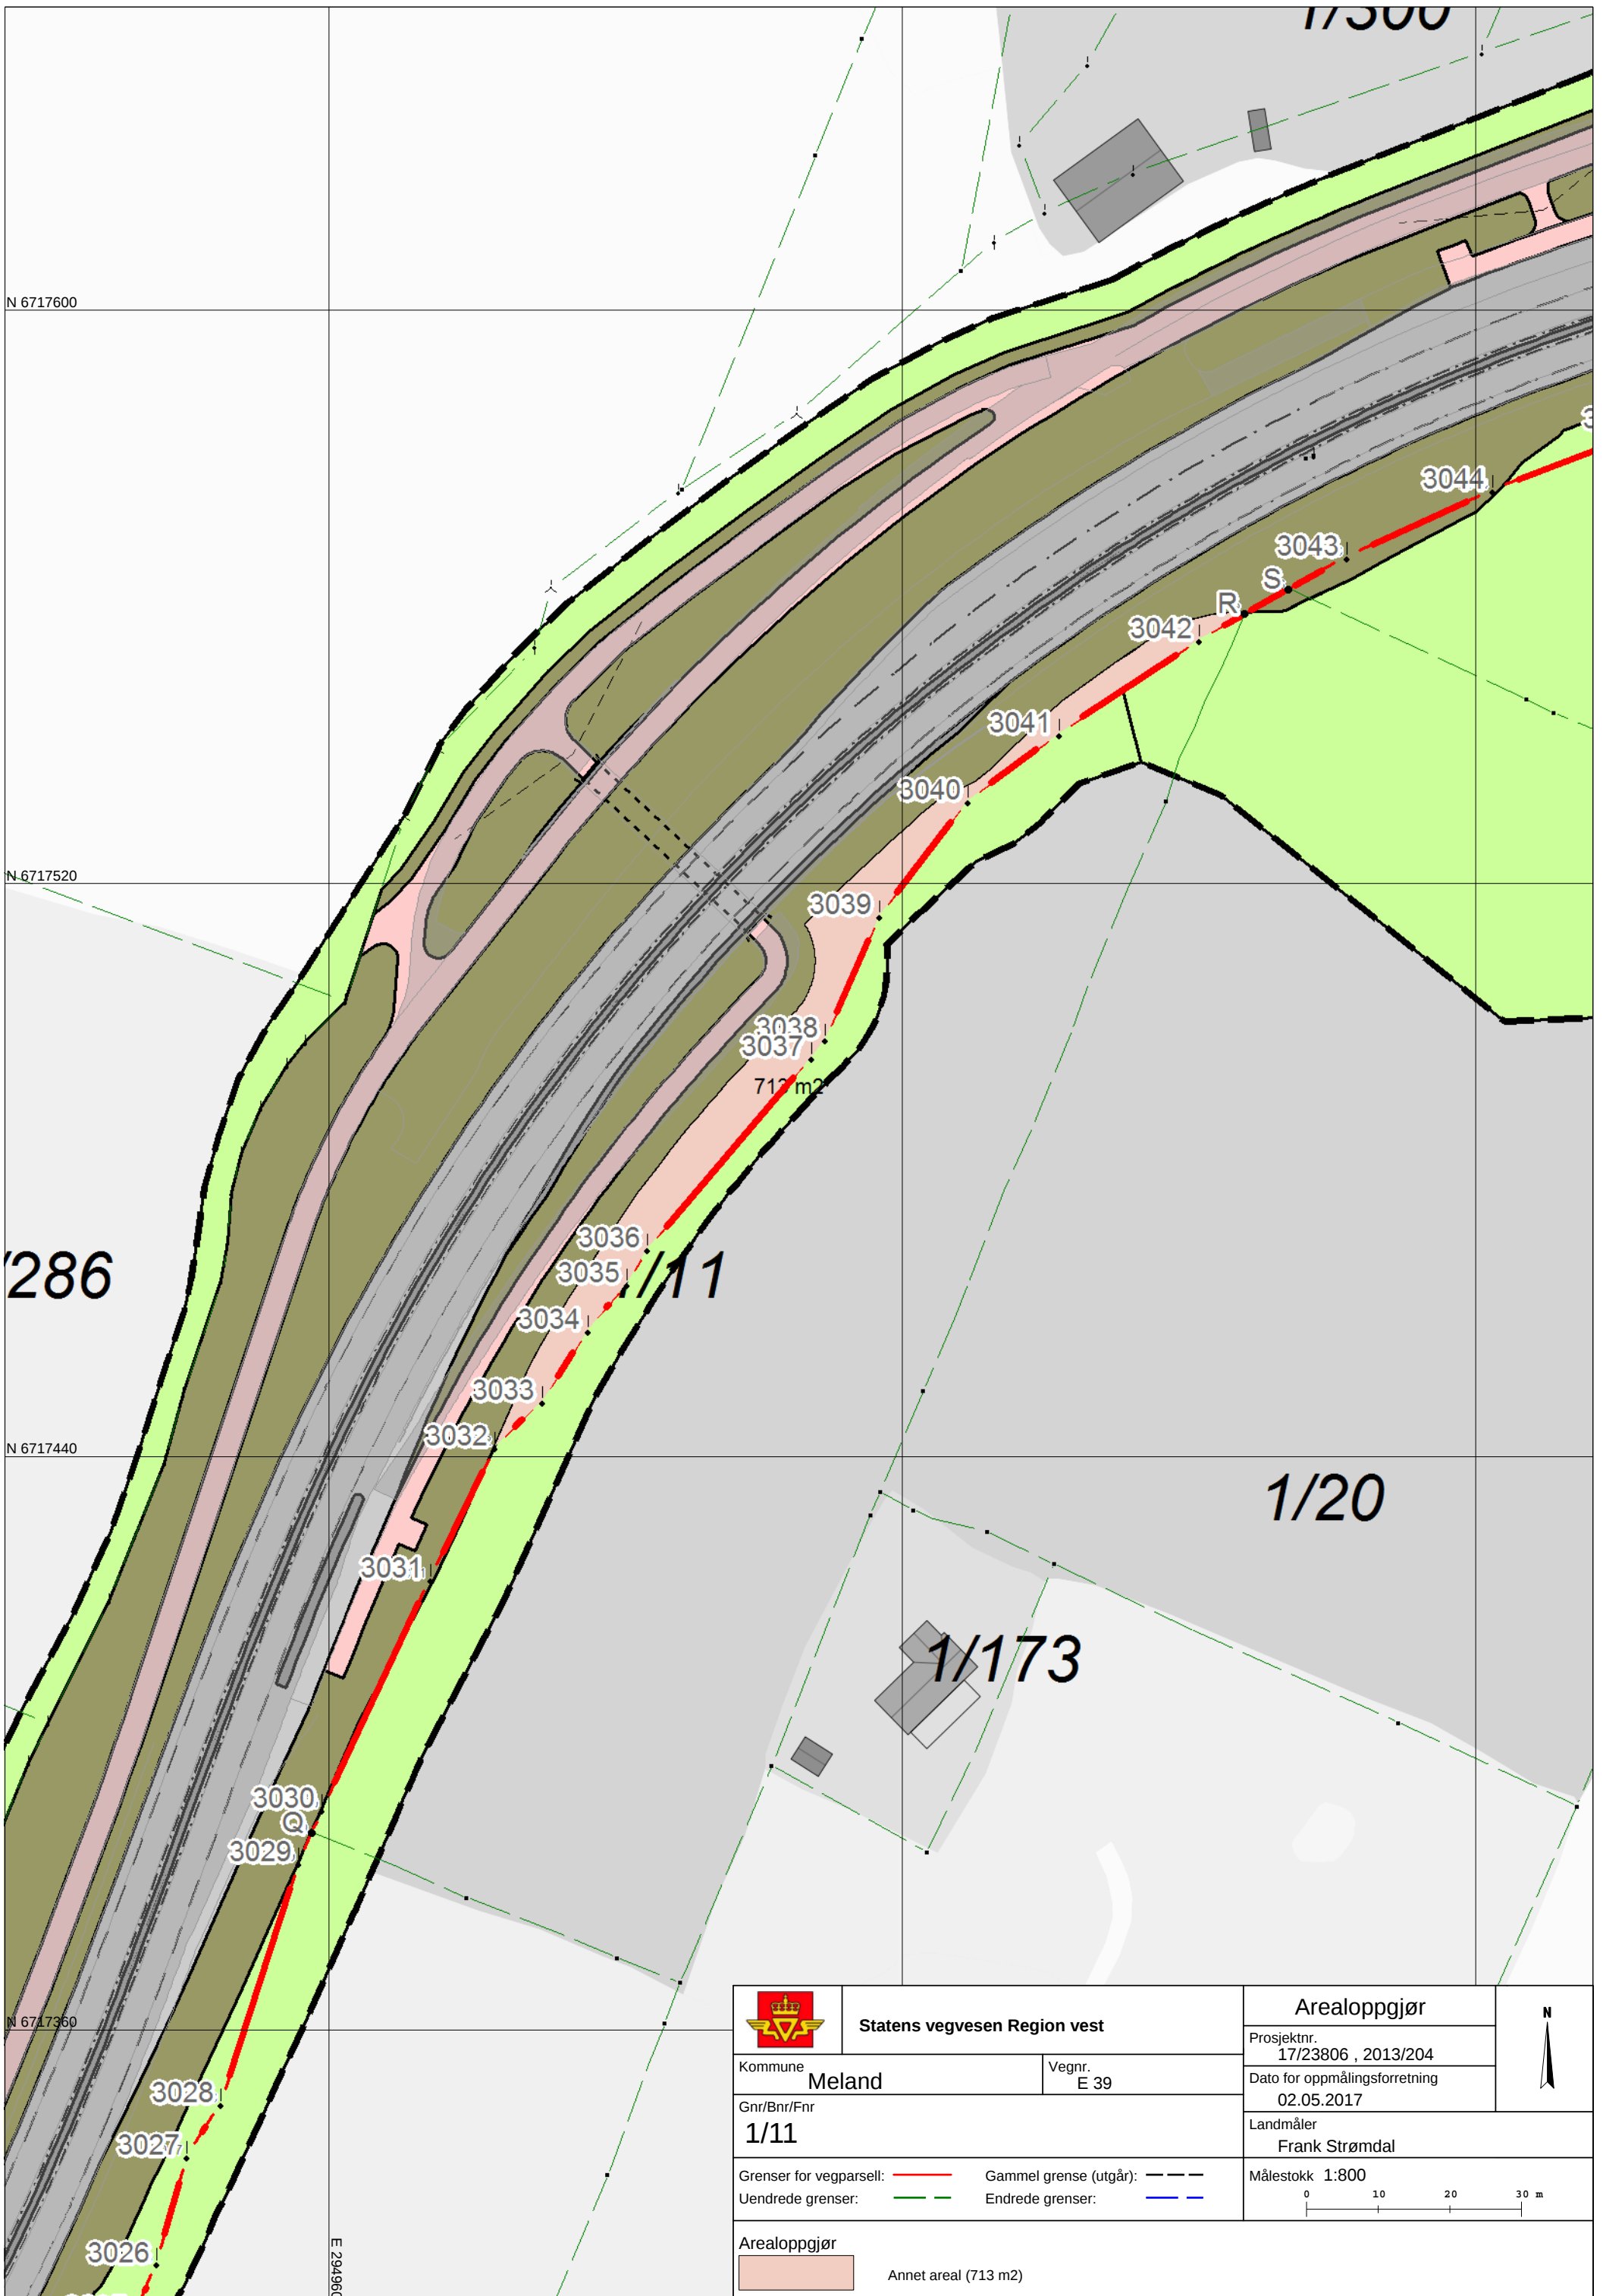 N 6717600
3044
3043
S
R
3042
3041
3040
N 6717520
3039
3038
3037
713 m2
3036
/286
3035
/11
3034
3033
3032
N 6717440
1/20
3031
1/173
3030
Q
3029
N 6717360
3028
3027
3026
E 294960
Statens vegvesen Region vest
Arealoppgjør
N
Prosjektnr.
17/23806 , 2013/204
Kommune
Meland
Vegnr.
E 39
Dato for oppmålingsforretning
02.05.2017
Gnr/Bnr/Fnr
1/11
Landmåler
Frank Strømdal
Grenser for vegparsell:
Gammel grense (utgår):
Uendrede grenser:
Endrede grenser:
Målestokk 1:800
0 10 20 30 m
Arealoppgjør
Annet areal (713 m2)